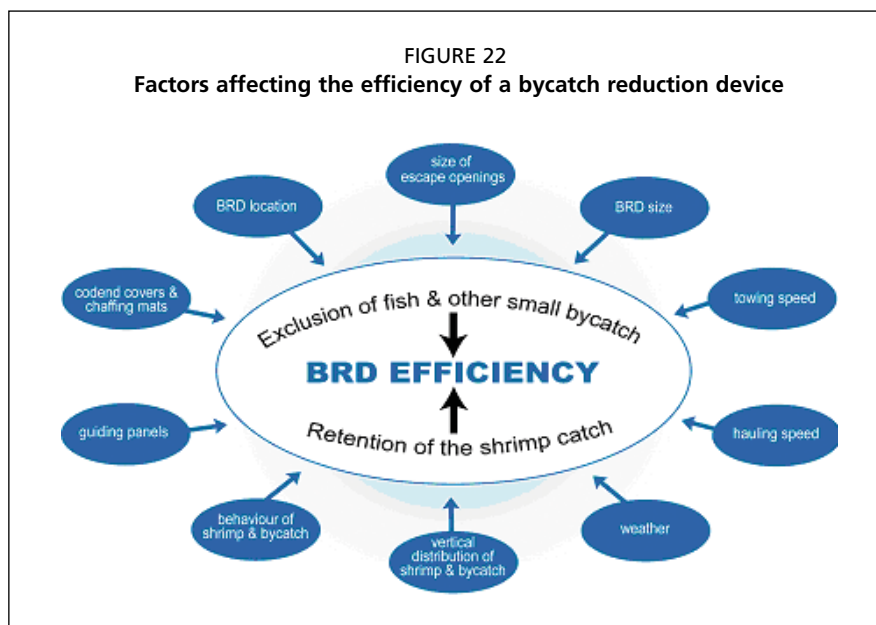 FIGURE 22
Factors affecting the efficiency of a bycatch reduction device
size of
escape openings
BRD location
BRD size
codend covers &
chaffing mats
towing speed
Exclusion of fish & other small bycatch
BRD EFFICIENCY
Retention of the shrimp catch
guiding panels
hauling speed
behaviour of
shrimp & bycatch
weather
vertical
distribution of
shrimp & bycatch